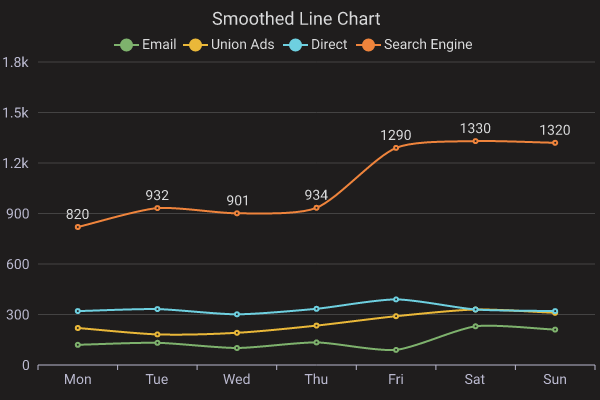 Smoothed Line Chart
Email Union Ads Direct Search Engine
1.8k
1.5k
1290 1330 1320
1.2k
932 901 934
900
820
600
300
0
Mon Tue Wed Thu Fri Sat Sun